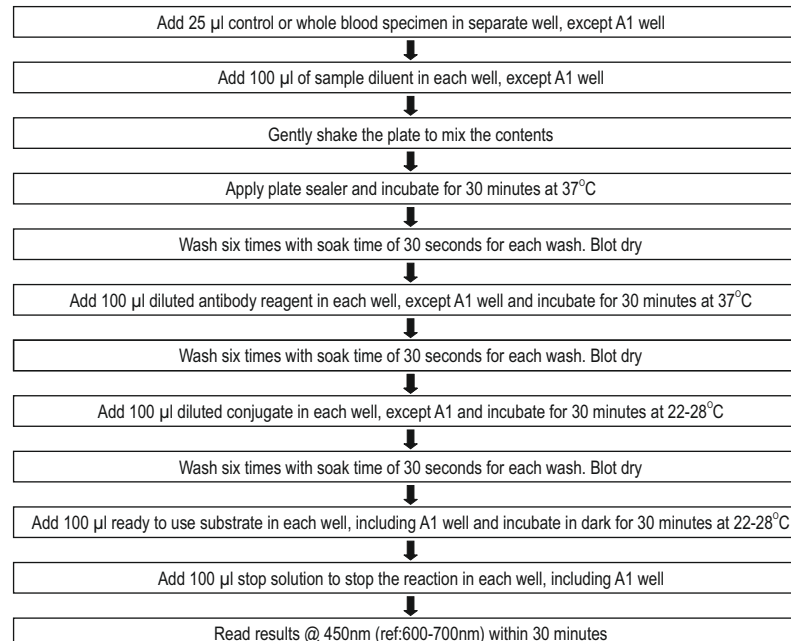 Add 25 µl control or whole blood specimen in separate well, except A1 well
Add 100 µl of sample diluent in each well, except A1 well
Gently shake the plate to mix the contents
Apply plate sealer and incubate for 30 minutes at 37°C
Wash six times with soak time of 30 seconds for each wash. Blot dry
Add 100 µl diluted antibody reagent in each well, except A1 well and incubate for 30 minutes at 37°C
Wash six times with soak time of 30 seconds for each wash. Blot dry
Add 100 µl diluted conjugate in each well, except A1 and incubate for 30 minutes at 22-28°C
Wash six times with soak time of 30 seconds for each wash. Blot dry
Add 100 µl ready to use substrate in each well, including A1 well and incubate in dark for 30 minutes at 22-28°C
Add 100 µl stop solution to stop the reaction in each well, including A1 well
Read results @ 450nm (ref:600-700nm) within 30 minutes